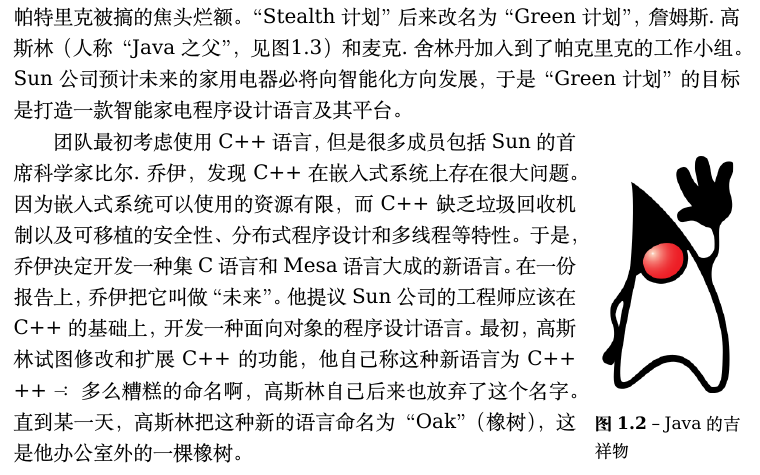 帕特里克被搞的焦头烂额。“Stealth 计划” 后来改名为 “Green 计划”，詹姆斯. 高
斯林（人称 “Java 之父”，见图1.3）和麦克. 舍林丹加入到了帕克里克的工作小组。
Sun 公司预计未来的家用电器必将向智能化方向发展，于是 “Green 计划” 的目标
是打造一款智能家电程序设计语言及其平台。
团队最初考虑使用 C++ 语言，但是很多成员包括 Sun 的首
席科学家比尔. 乔伊，发现 C++ 在嵌入式系统上存在很大问题。
因为嵌入式系统可以使用的资源有限，而 C++ 缺乏垃圾回收机
制以及可移植的安全性、分布式程序设计和多线程等特性。于是，
乔伊决定开发一种集 C 语言和 Mesa 语言大成的新语言。在一份
报告上，乔伊把它叫做 “未来”。他提议 Sun 公司的工程师应该在
C++ 的基础上，开发一种面向对象的程序设计语言。最初，高斯
林试图修改和扩展 C++ 的功能，他自己称这种新语言为 C++
++ −: 多么糟糕的命名啊，高斯林自己后来也放弃了这个名字。
直到某一天，高斯林把这种新的语言命名为 “Oak”（橡树），这
是他办公室外的一棵橡树。
图 1.2 – Java 的吉
祥物